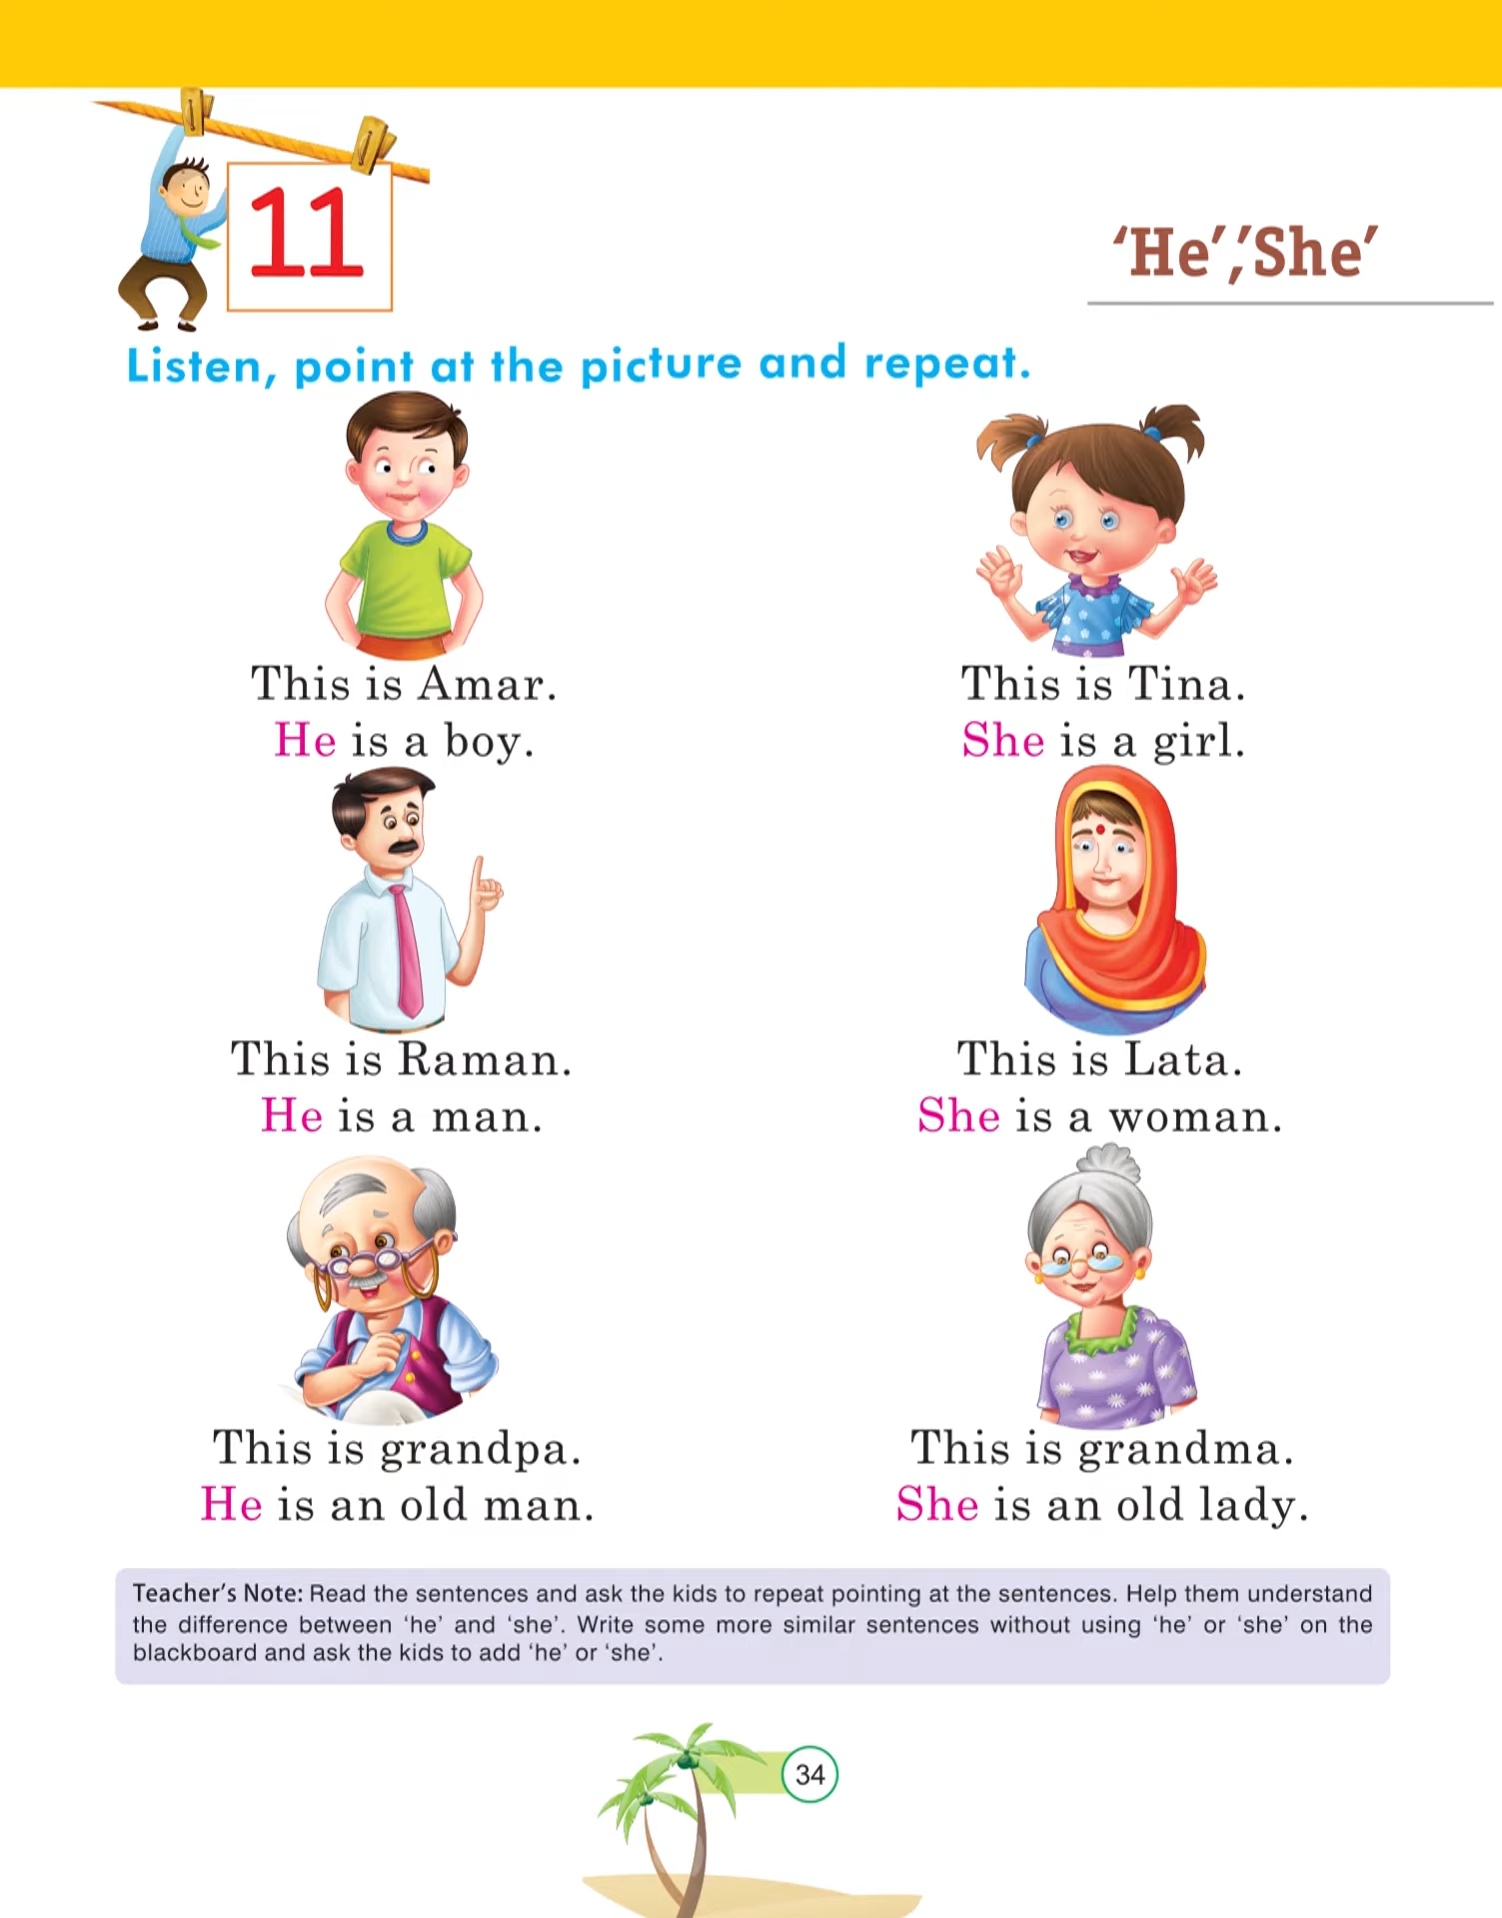 11
‘He’,‘She’
Listen, point at the picture and repeat.
This is Amar.
He is a boy.
This is Tina.
She is a girl.
This is Raman.
He is a man.
This is Lata.
She is a woman.
This is grandpa.
He is an old man.
This is grandma.
She is an old lady.
Teacher’s Note: Read the sentences and ask the kids to repeat pointing at the sentences. Help them understand
the difference between ‘he’ and ‘she’. Write some more similar sentences without using ‘he’ or ‘she’ on the
blackboard and ask the kids to add ‘he’ or ‘she’.
34